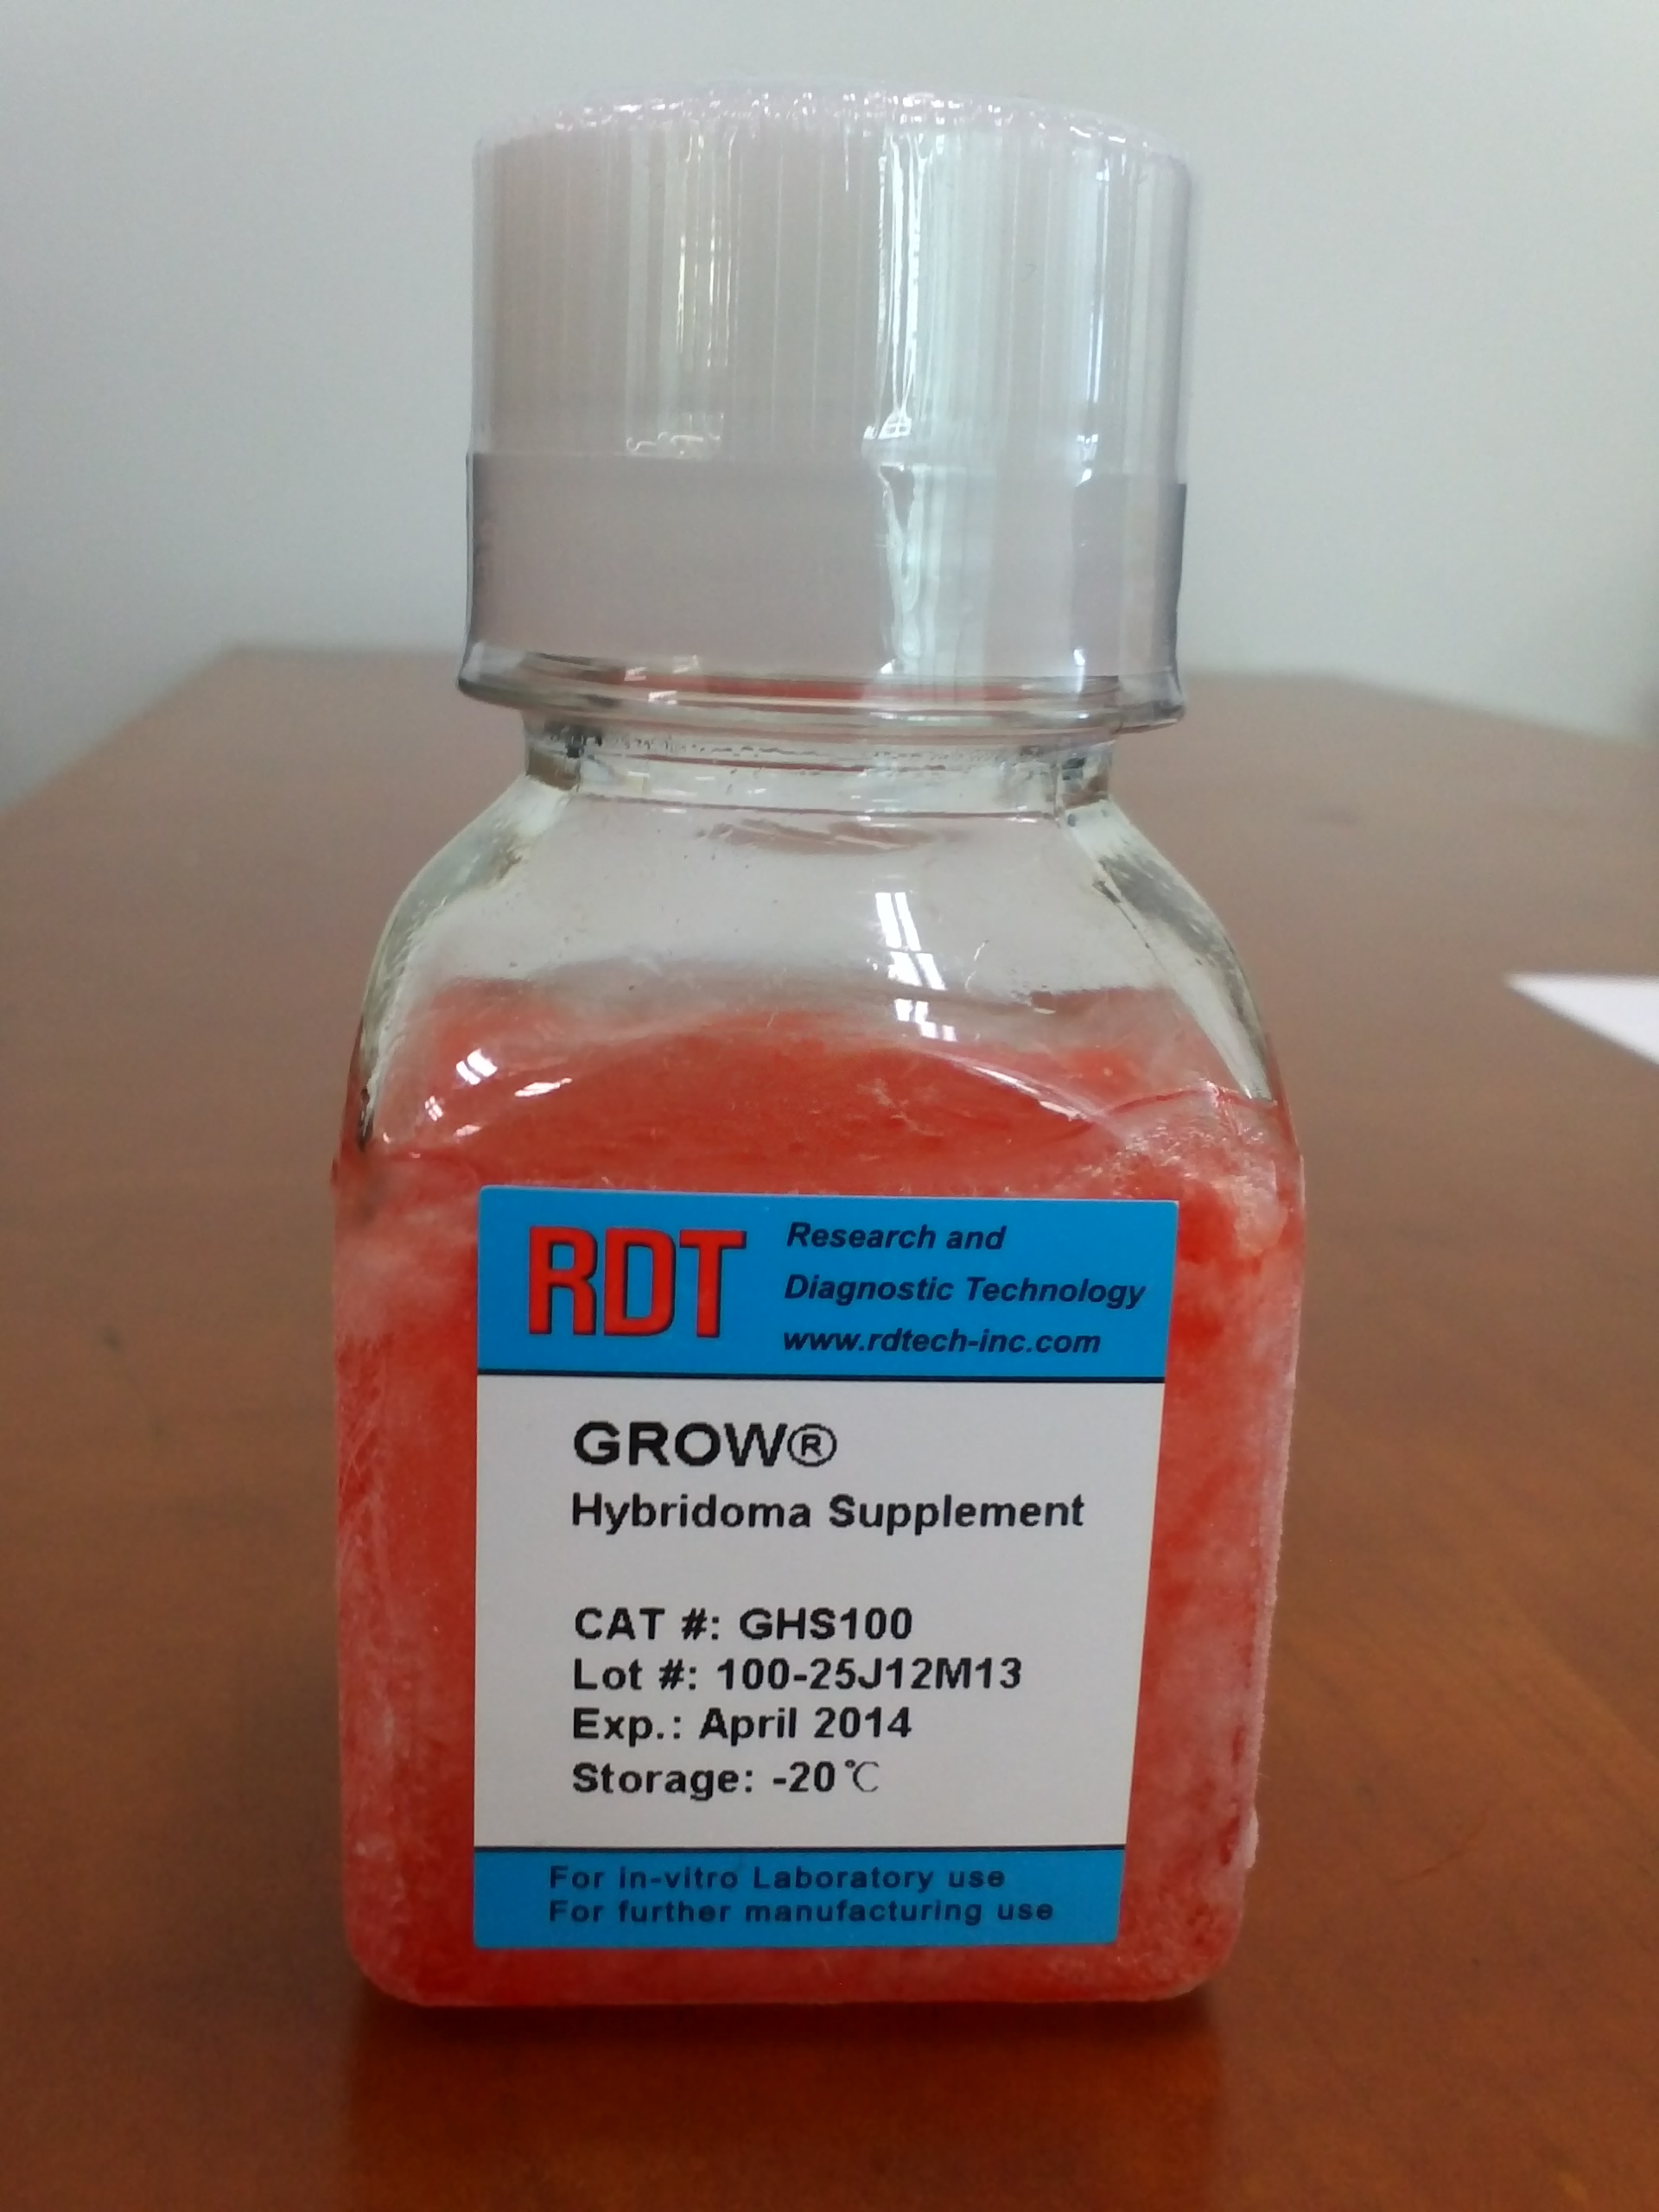 RDT
Research and
Diagnostic Technology
www.rdtech-inc.com
GROW®
Hybridoma Supplement
CAT #: GHS100
Lot #: 100-25J12M13
Exp.: April 2014
Storage: -20℃
For in-vitro Laboratory use
For further manufacturing use